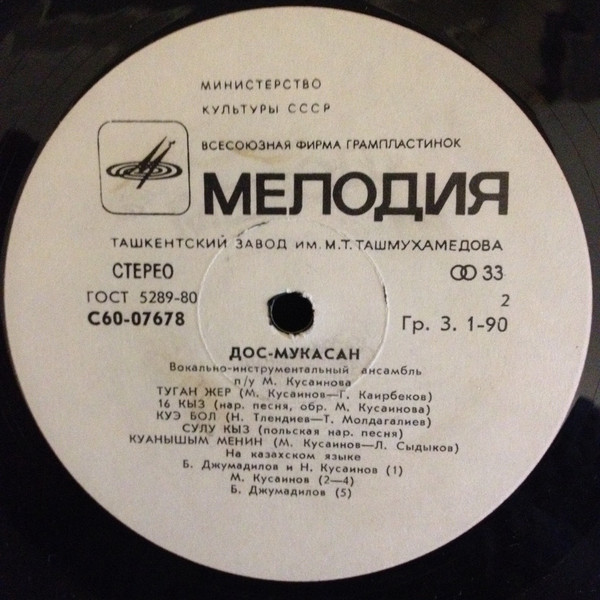 МИНИСТЕРСТВО
КУЛЬТУРЫ СССР
ВСЕСОЮЗНАЯ ФИРМА ГРАМПЛАСТИНОК
МЕЛОДИЯ
ТАШКЕНТСКИЙ ЗАВОД ИМ. М.Т. ТАШМУХАМЕДОВА
СТЕРЕО 33
ГОСТ 5289-80 2
С60-07678 Гр. 3. 1-90
ДОС-МУКАСАН
Вокально-инструментальный ансамбль
п/у М. Кусаинова
ТУГАН ЖЕР (М. Кусаинов—Г. Каирбеков)
16 КЫЗ (нар. песня, обр. М. Кусаинова)
КУЭ БОЛ (Н. Тлендиев—Т. Молдагалиев)
СУЛУ КЫЗ (польская нар. песня)
КУАНЫШЫМ МЕНИН (М. Кусаинов—Л. Сыдыков)
На казахском языке
Б. Джумадилов и Н. Кусаинов (1)
М. Кусаинов (2—4)
Б. Джумадилов (5)